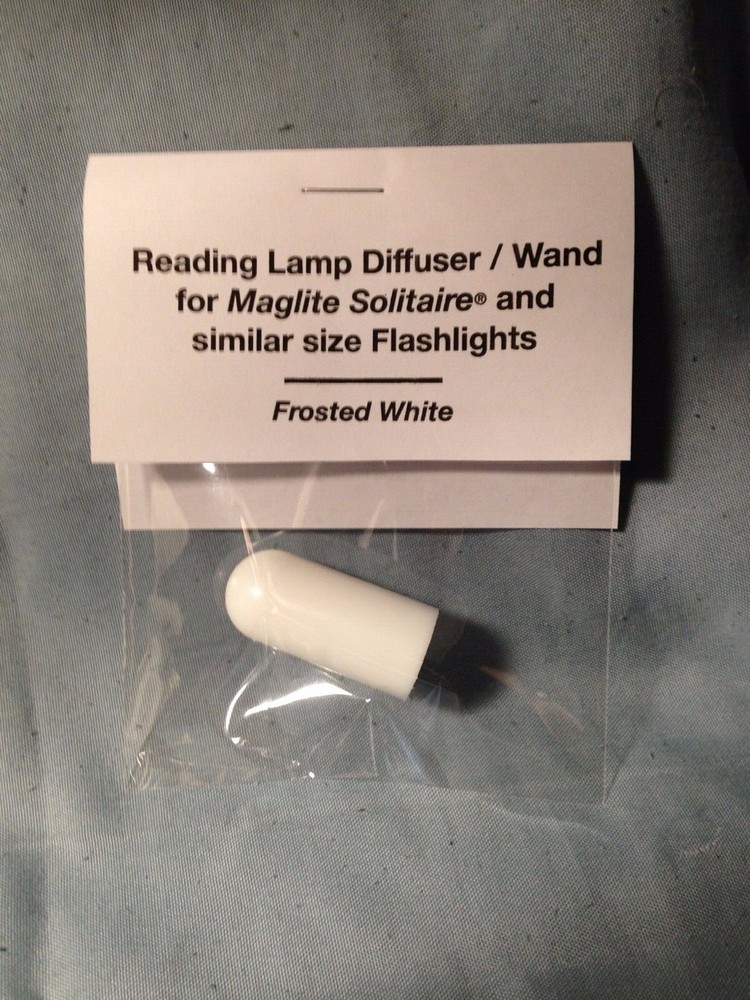 Reading Lamp Diffuser / Wand
for Maglite Solitaire® and
similar size Flashlights
Frosted White